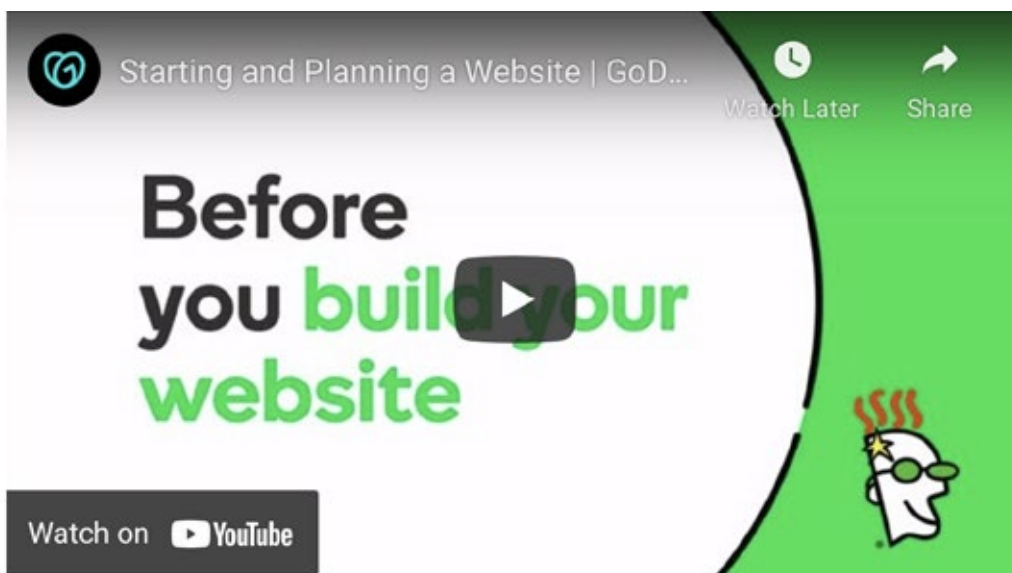 Starting and Planning a Website | GoD...
Watch Later
Share
Before
you build your
website
Watch on YouTube